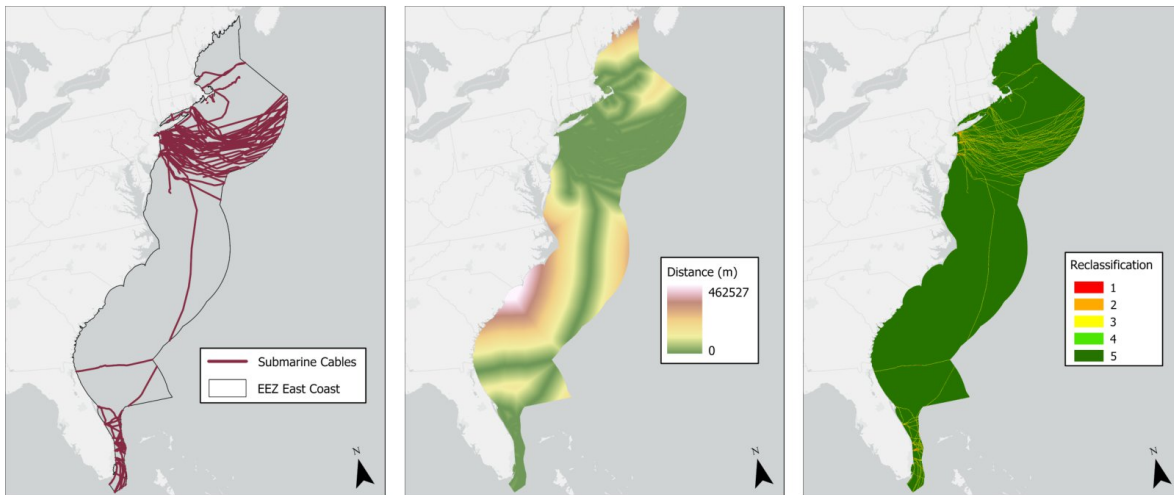 Submarine Cables
EEZ East Coast
N
Distance (m)
462527
0
N
Reclassification
1
2
3
4
5
N